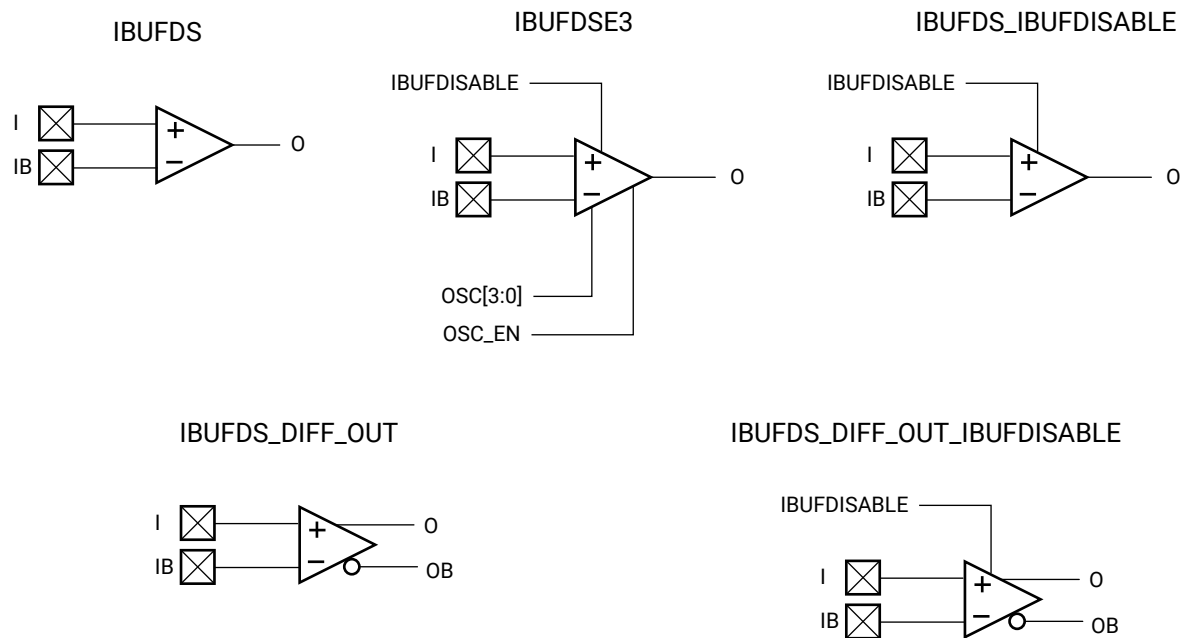 IBUFDS
IBUFDSE3
IBUFDS_IBUFDISABLE
I
IB
+
−
O
IBUFDISABLE
I
IB
+
−
O
OSC[3:0]
OSC_EN
IBUFDISABLE
I
IB
+
−
O
IBUFDS_DIFF_OUT
I
IB
+
−
O
OB
IBUFDS_DIFF_OUT_IBUFDISABLE
IBUFDISABLE
I
IB
+
−
O
OB